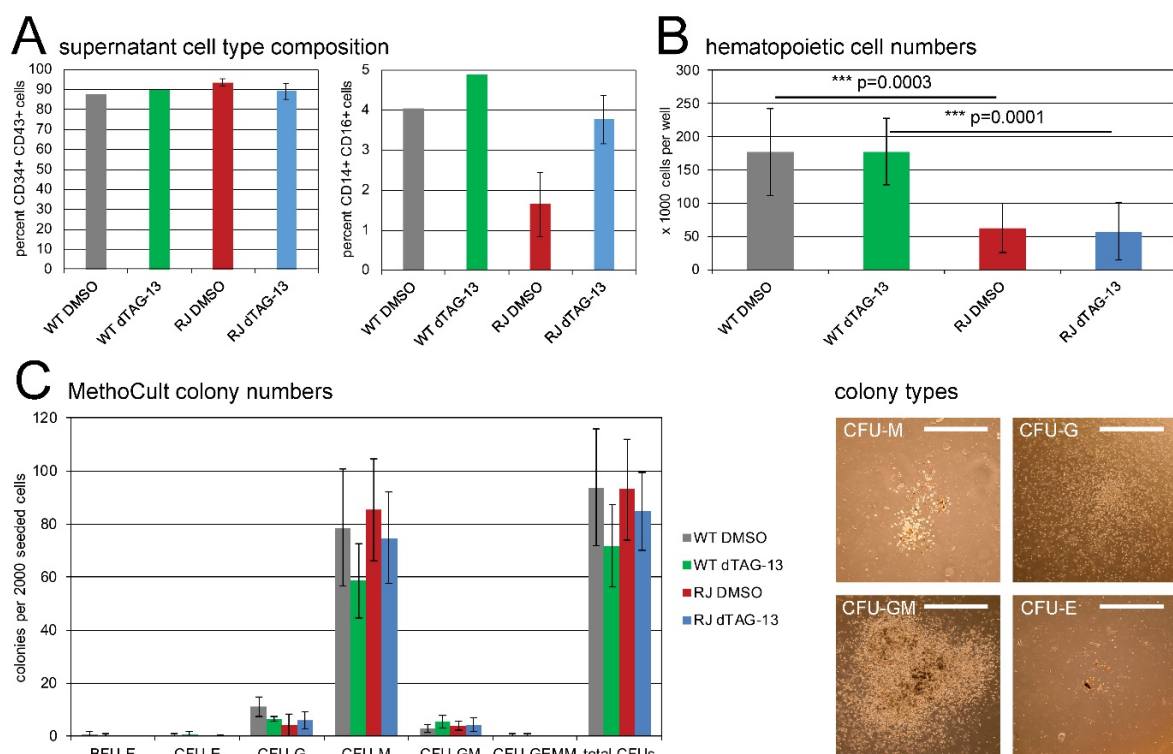 A supernatant cell type composition
percent CD34+ CD43+ cells
100
90
80
70
60
50
40
30
20
10
0
WT DMSO
WT dTAG-13
RJ DMSO
RJ dTAG-13
percent CD14+ CD16+ cells
5
4
3
2
1
0
WT DMSO
WT dTAG-13
RJ DMSO
RJ dTAG-13
B hematopoietic cell numbers
x 1000 cells per well
300
250
200
150
100
50
0
*** p=0.0003
*** p=0.0001
WT DMSO
WT dTAG-13
RJ DMSO
RJ dTAG-13
C MethoCult colony numbers
colonies per 2000 seeded cells
120
100
80
60
40
20
0
BFU-E CFU-E CFU-G CFU-M CFU-GM CFU-GEMM total CFUs
WT DMSO
WT dTAG-13
RJ DMSO
RJ dTAG-13
colony types
CFU-M
CFU-G
CFU-GM
CFU-E